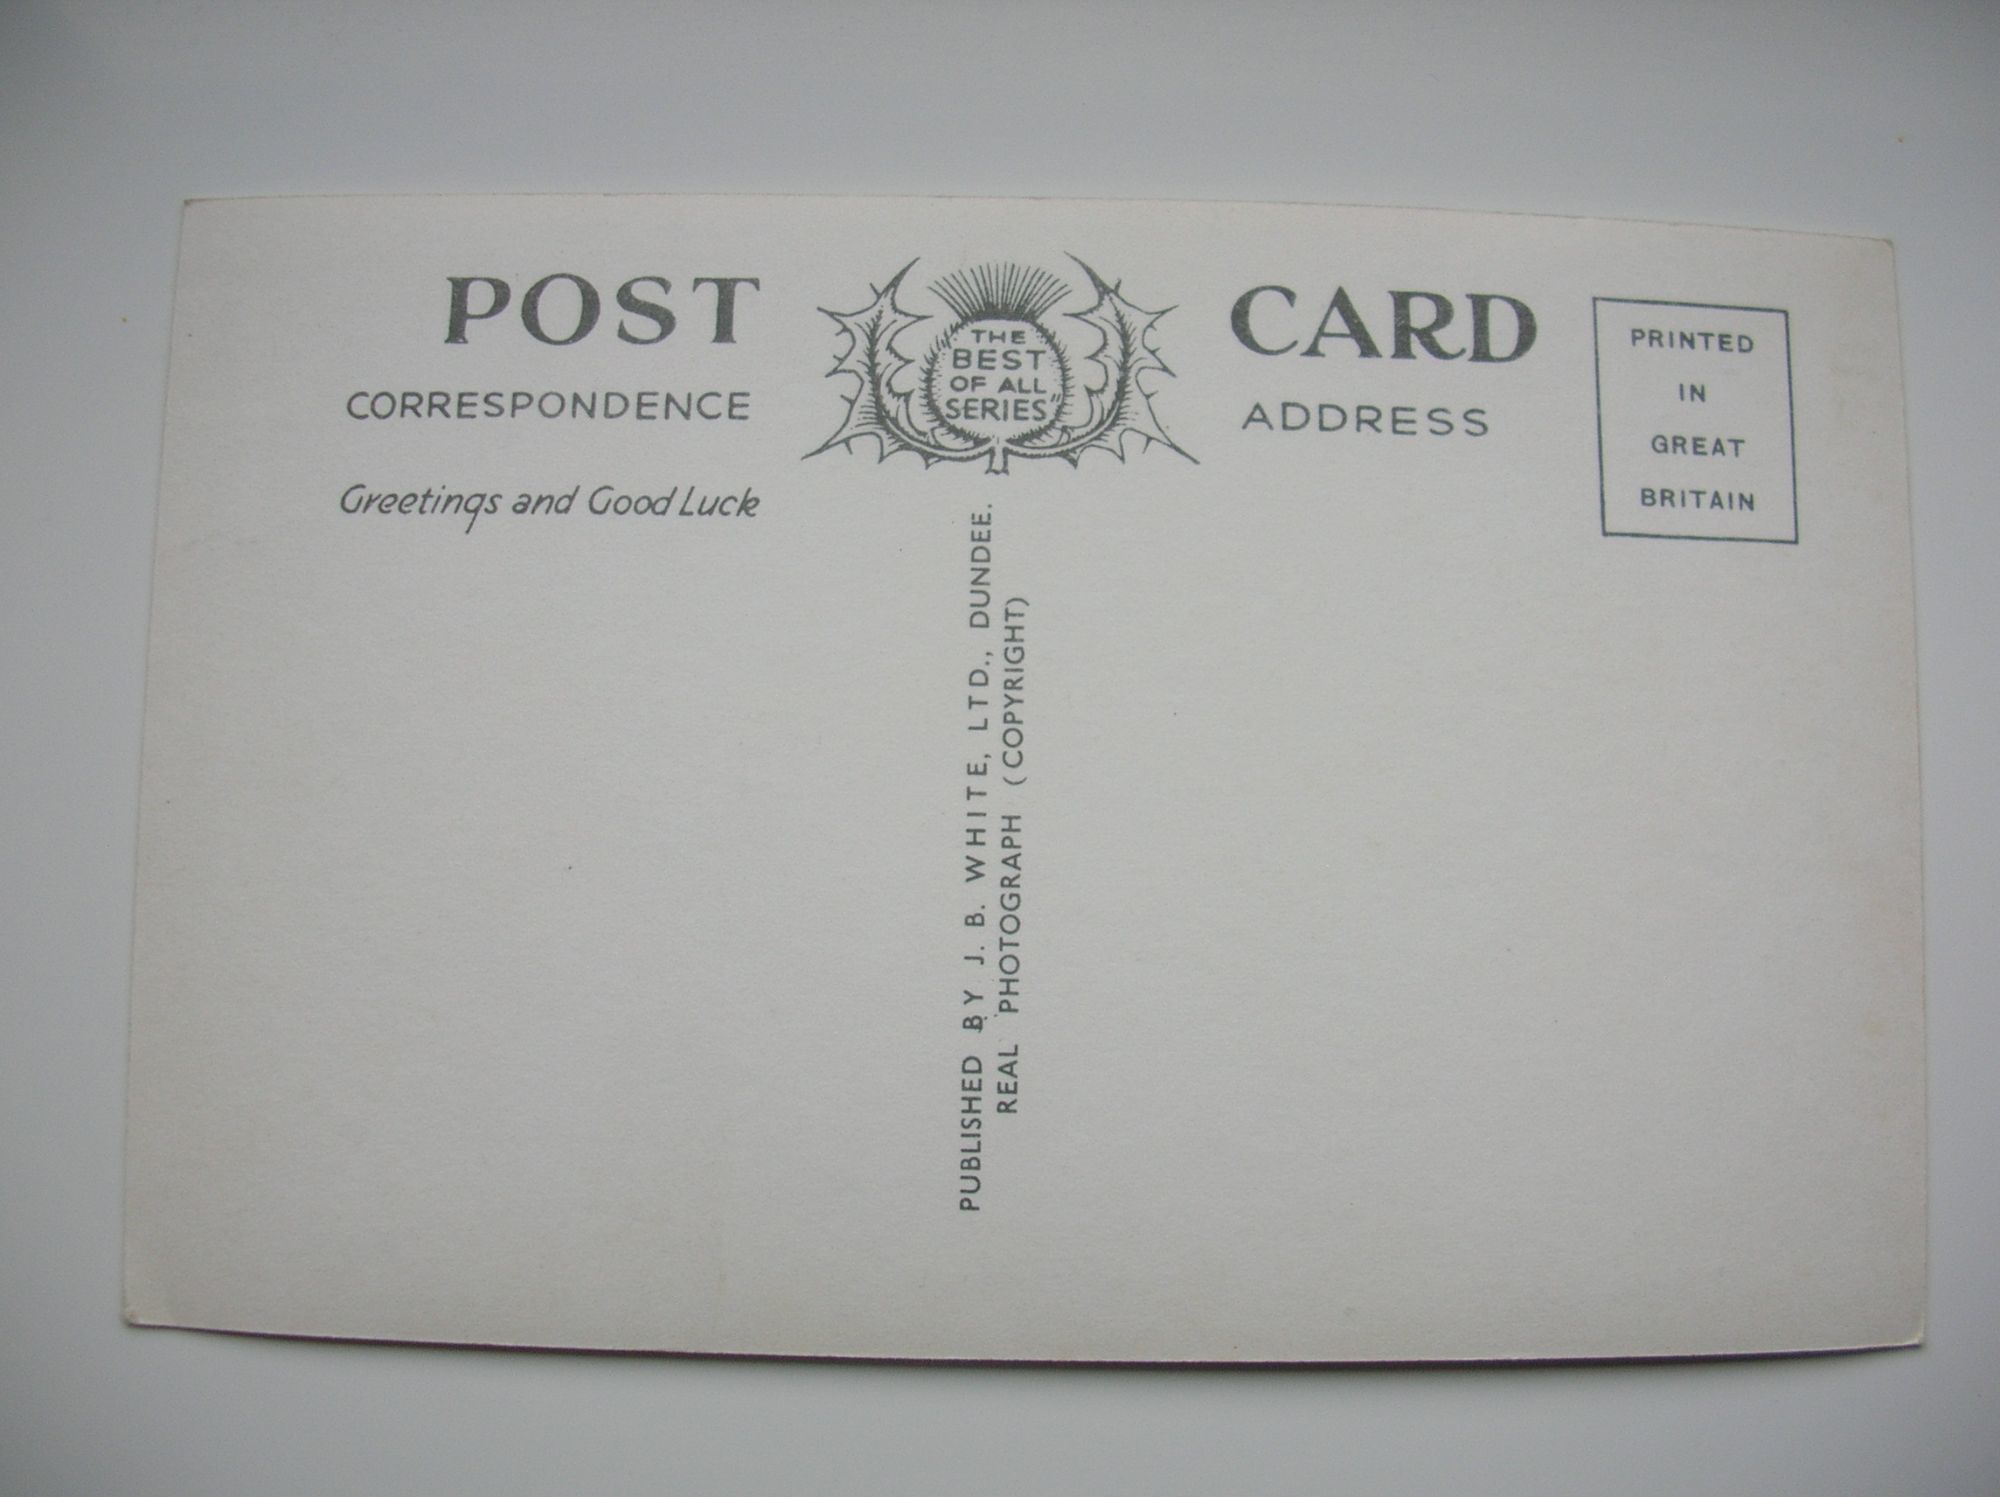 POST CARD
CORRESPONDENCE
ADDRESS
THE
BEST
OF ALL
SERIES"
Greetings and Good Luck
PRINTED
IN
GREAT
BRITAIN
PUBLISHED BY J. B. WHITE, LTD., DUNDEE.
REAL PHOTOGRAPH (COPYRIGHT)